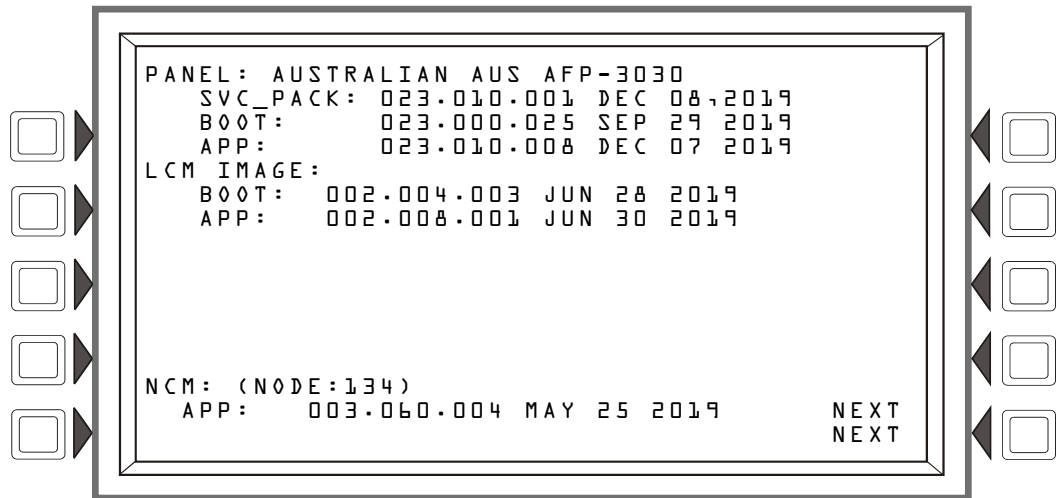 PANEL: AUSTRALIAN AUS AFP-3030
SVC_PACK: 023.010.001 DEC 08,2019
BOOT: 023.000.025 SEP 29 2019
APP: 023.010.008 DEC 07 2019
LCM IMAGE:
BOOT: 002.004.003 JUN 28 2019
APP: 002.008.001 JUN 30 2019
NCM: (NODE:134)
APP: 003.060.004 MAY 25 2019 NEXT
NEXT